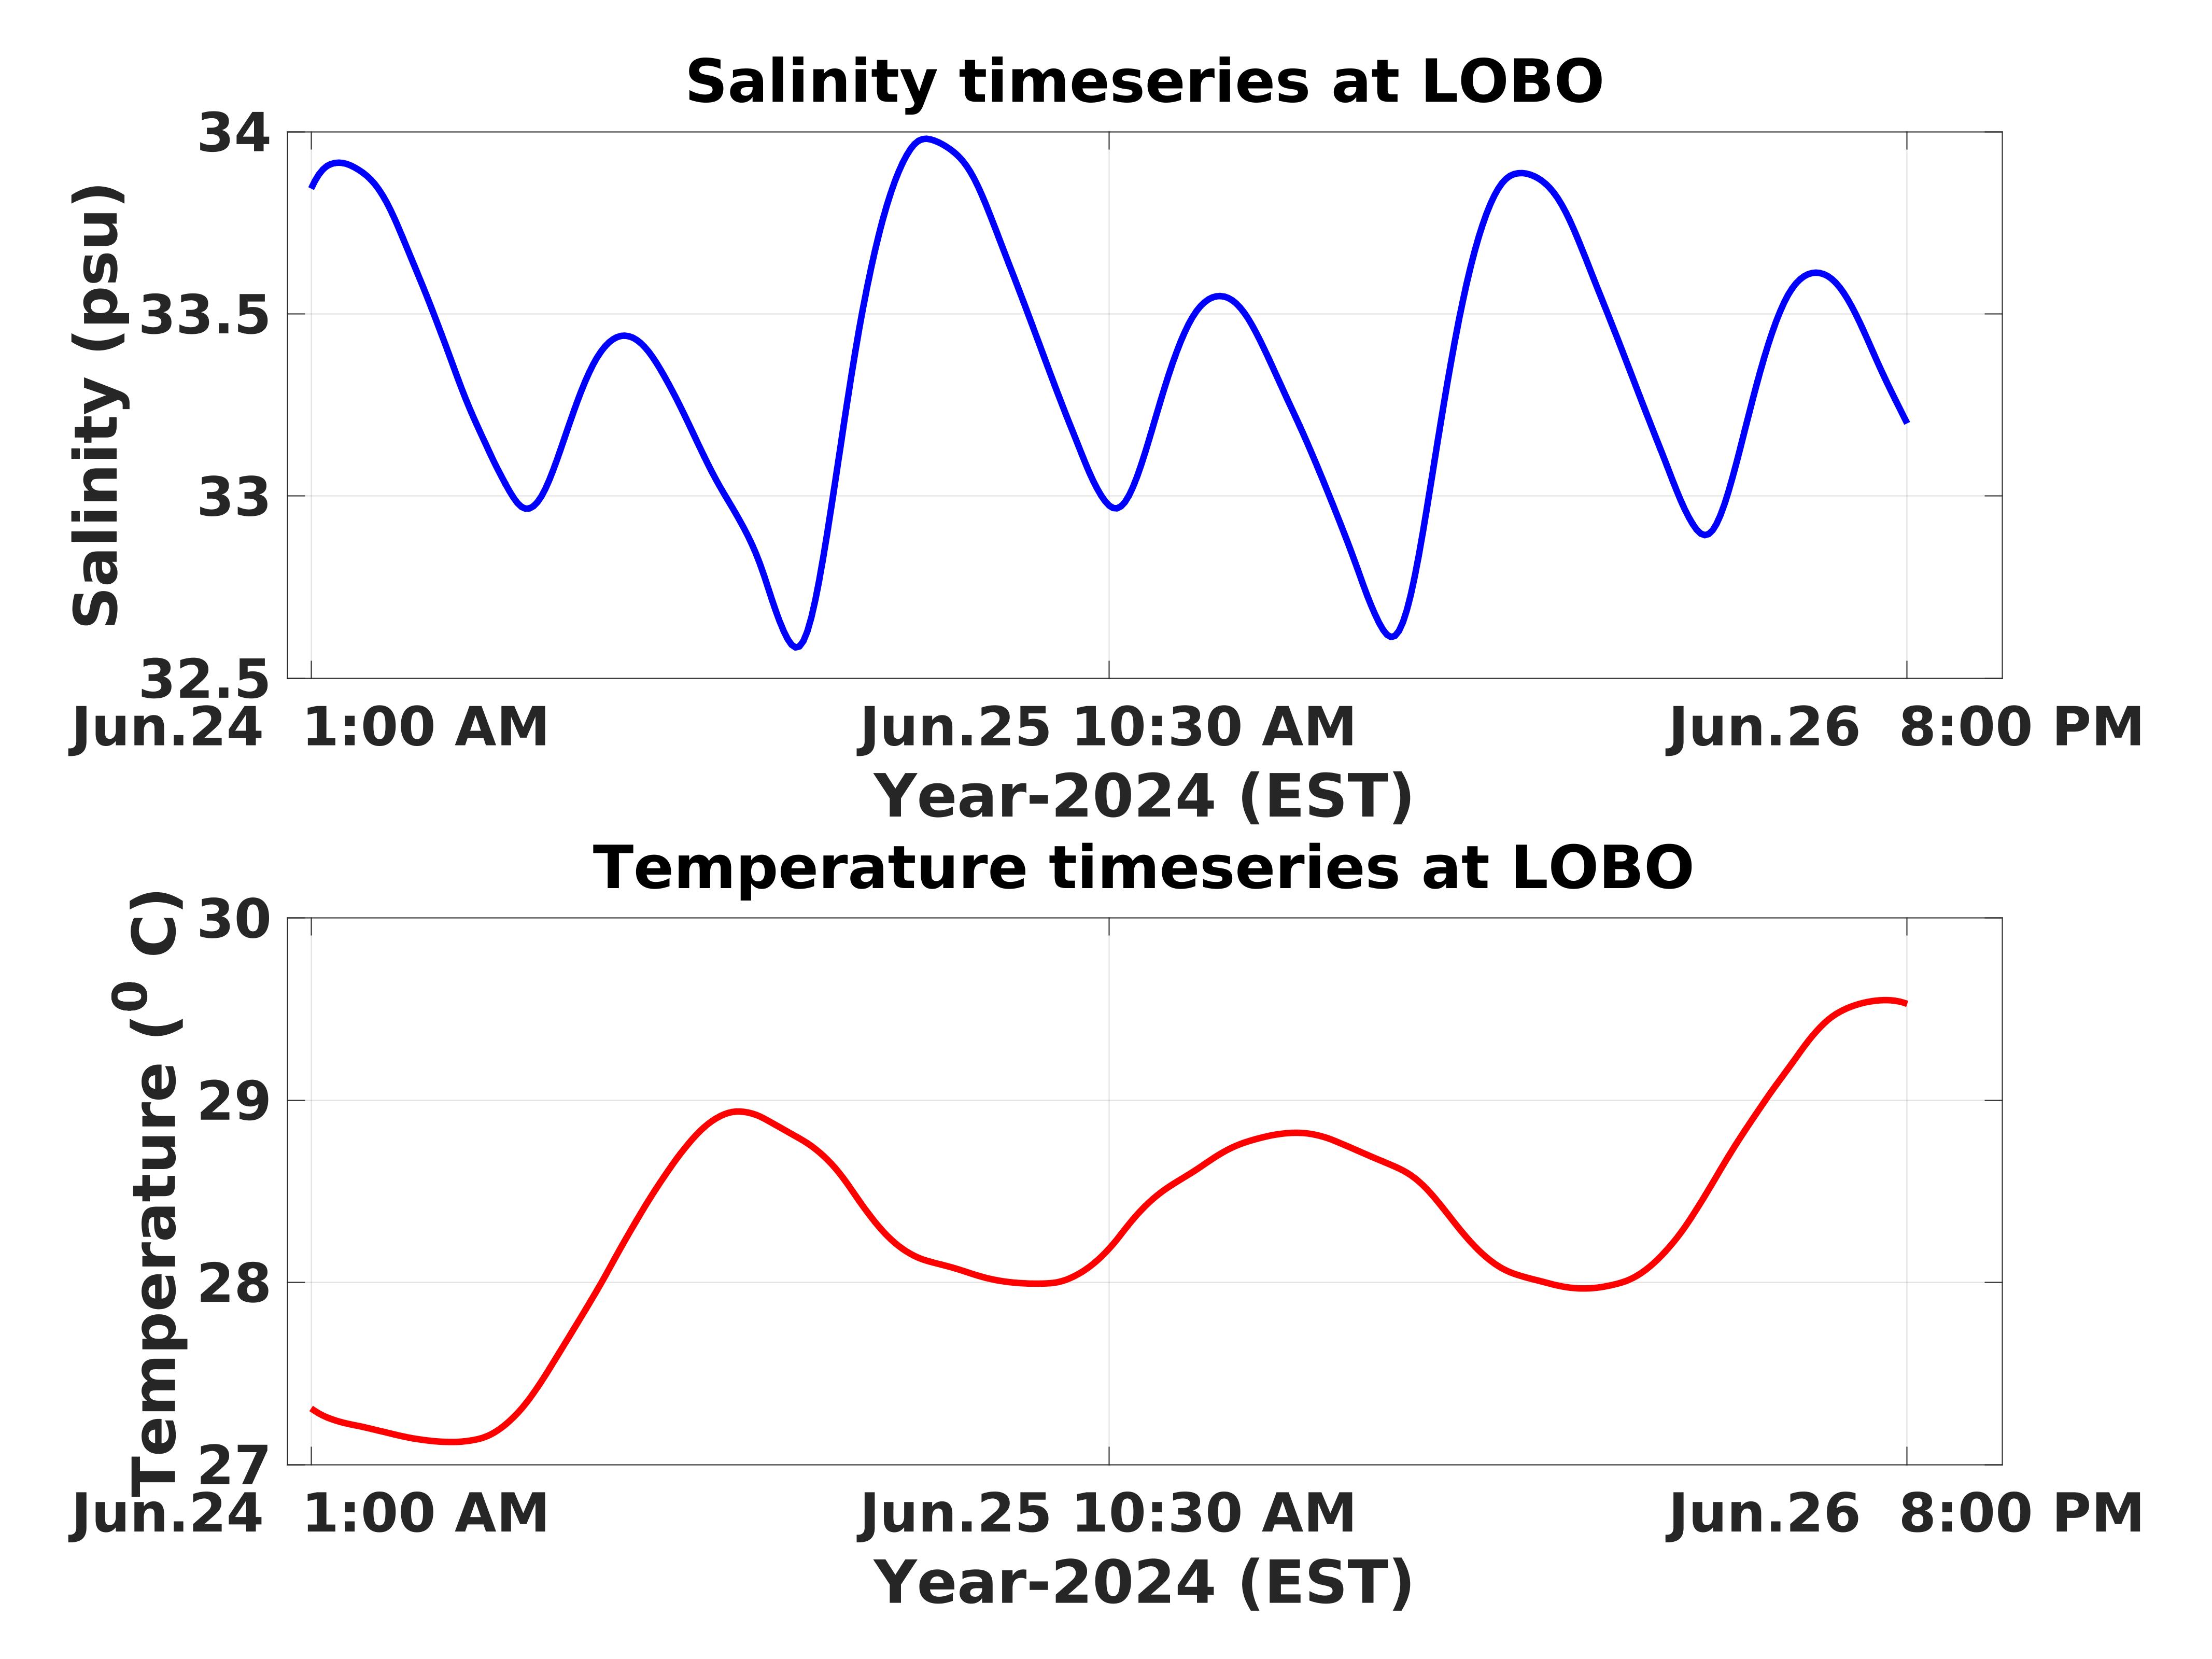 Salinity timeseries at LOBO
Salinity (psu)
34
33.5
33
32.5
Jun.24  1:00 AM
Jun.25 10:30 AM
Jun.26  8:00 PM
Year-2024 (EST)
Temperature timeseries at LOBO
Temperature (⁰ C)
30
29
28
27
Jun.24  1:00 AM
Jun.25 10:30 AM
Jun.26  8:00 PM
Year-2024 (EST)